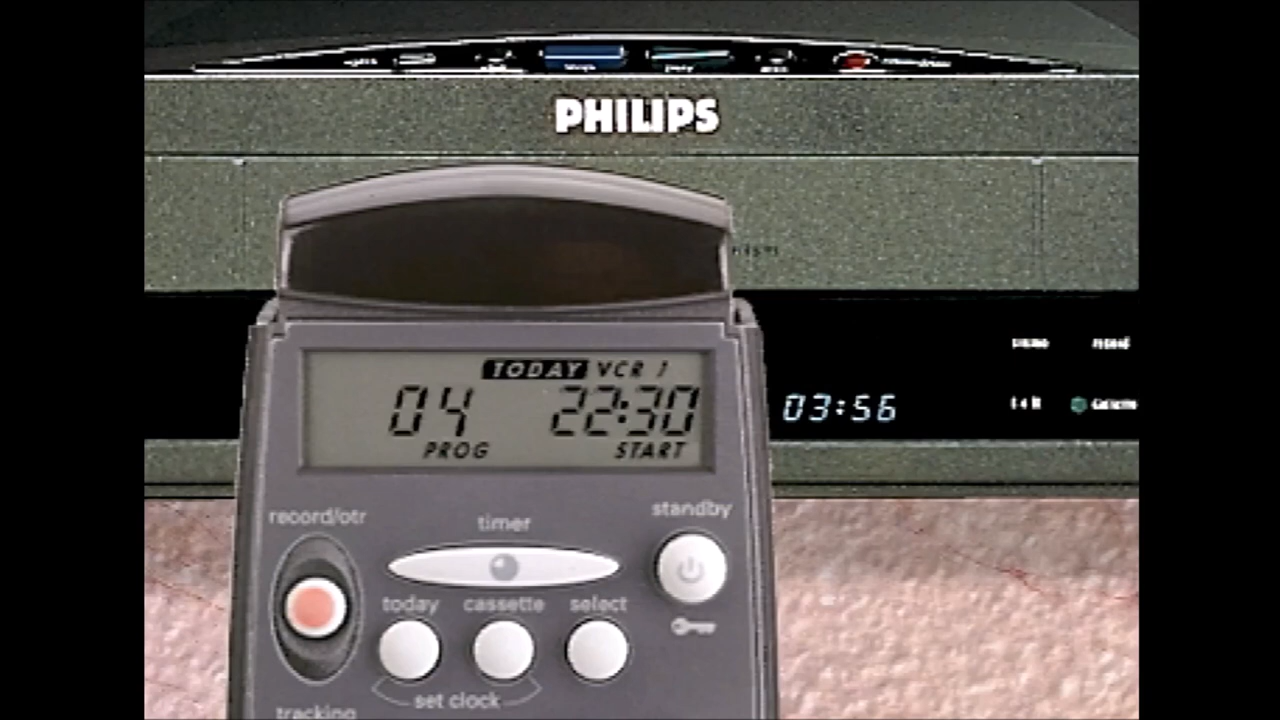 PHILIPS
TODAY VCR 1
04 22:30
PROG START
03:56
record/otr
timer
standby
today cassette select
set clock
tracking